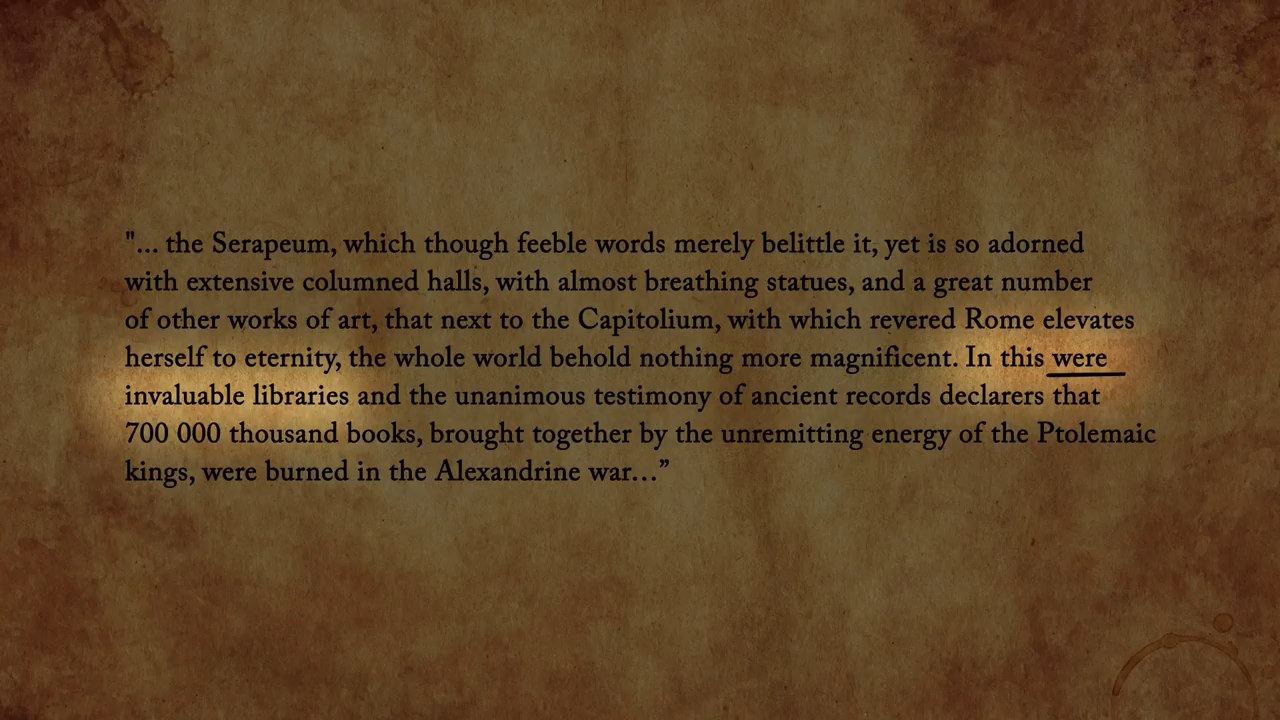 "... the Serapeum, which though feeble words merely belittle it, yet is so adorned
with extensive columned halls, with almost breathing statues, and a great number
of other works of art, that next to the Capitolium, with which revered Rome elevates
herself to eternity, the whole world behold nothing more magnificent. In this were
invaluable libraries and the unanimous testimony of ancient records declarers that
700 000 thousand books, brought together by the unremitting energy of the Ptolemaic
kings, were burned in the Alexandrine war…”